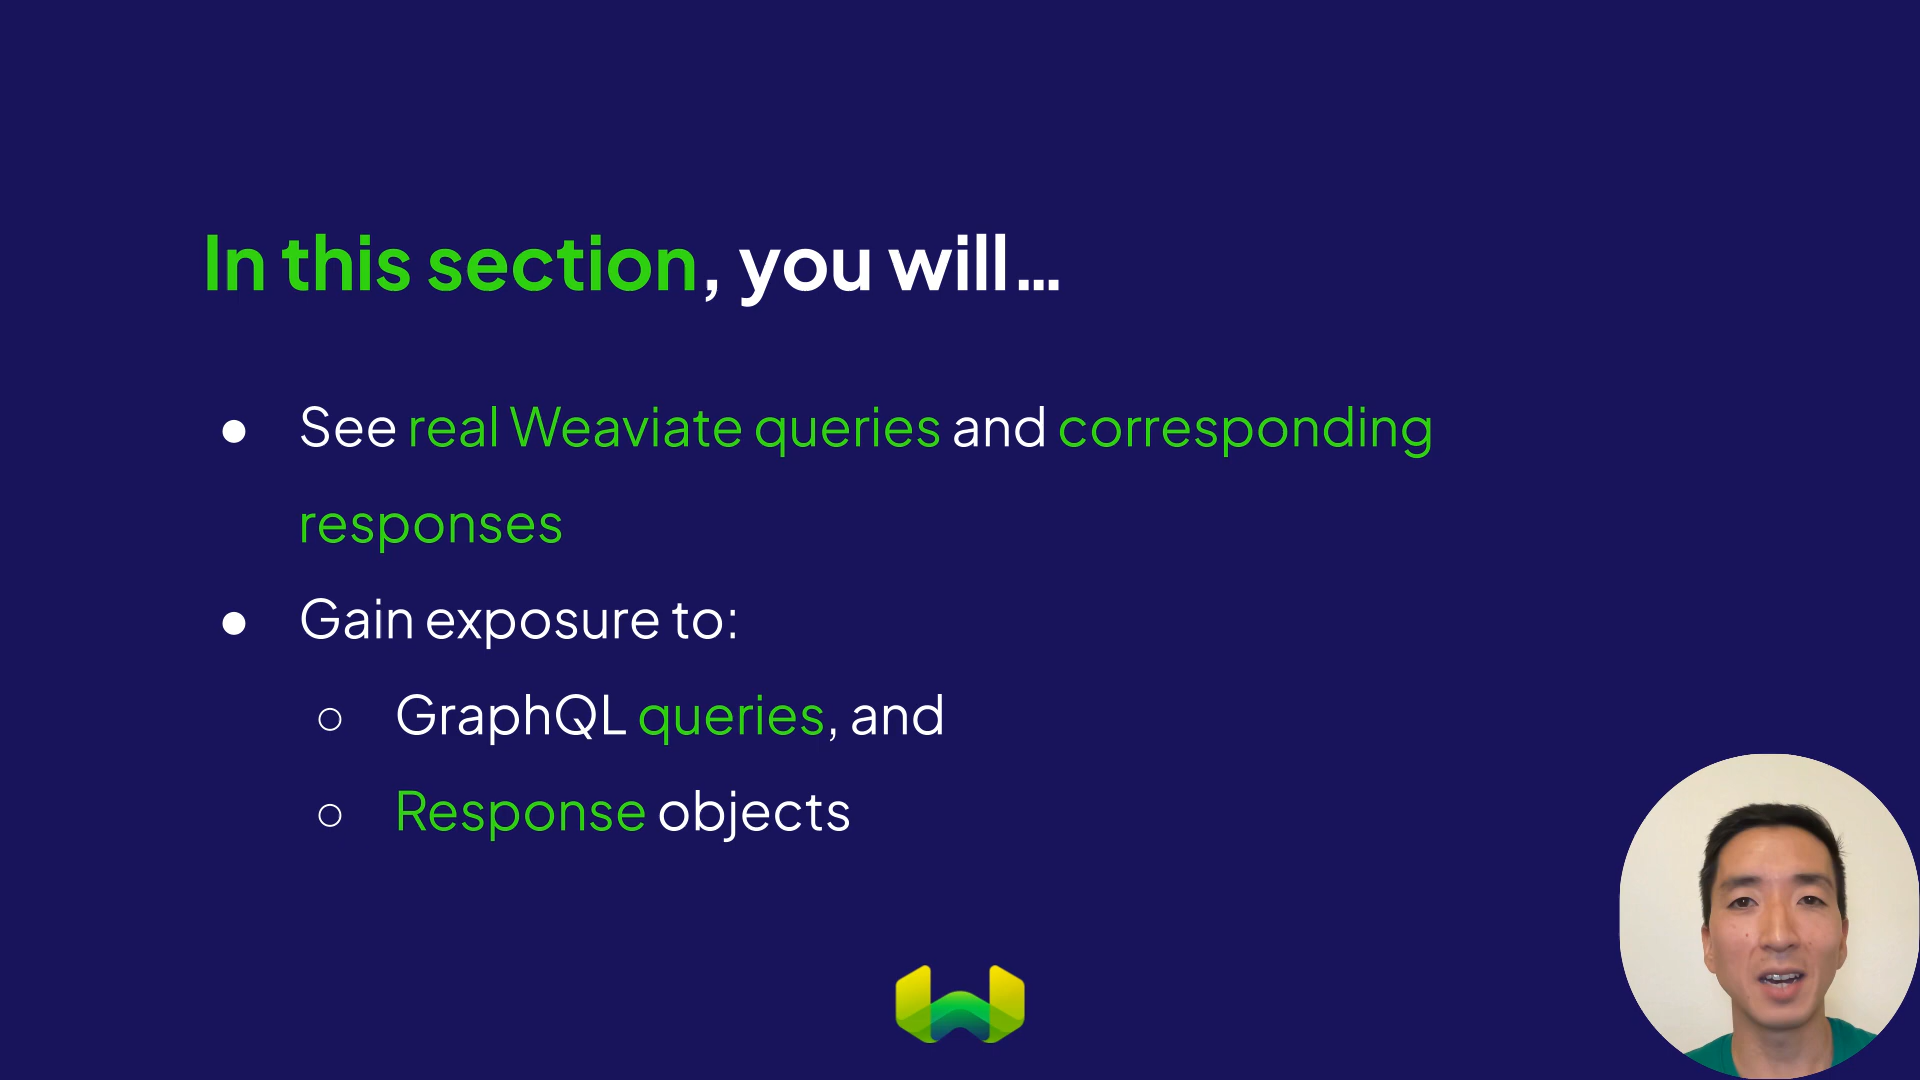 In this section, you will…
● See real Weaviate queries and corresponding
responses
● Gain exposure to:
○ GraphQL queries, and
○ Response objects